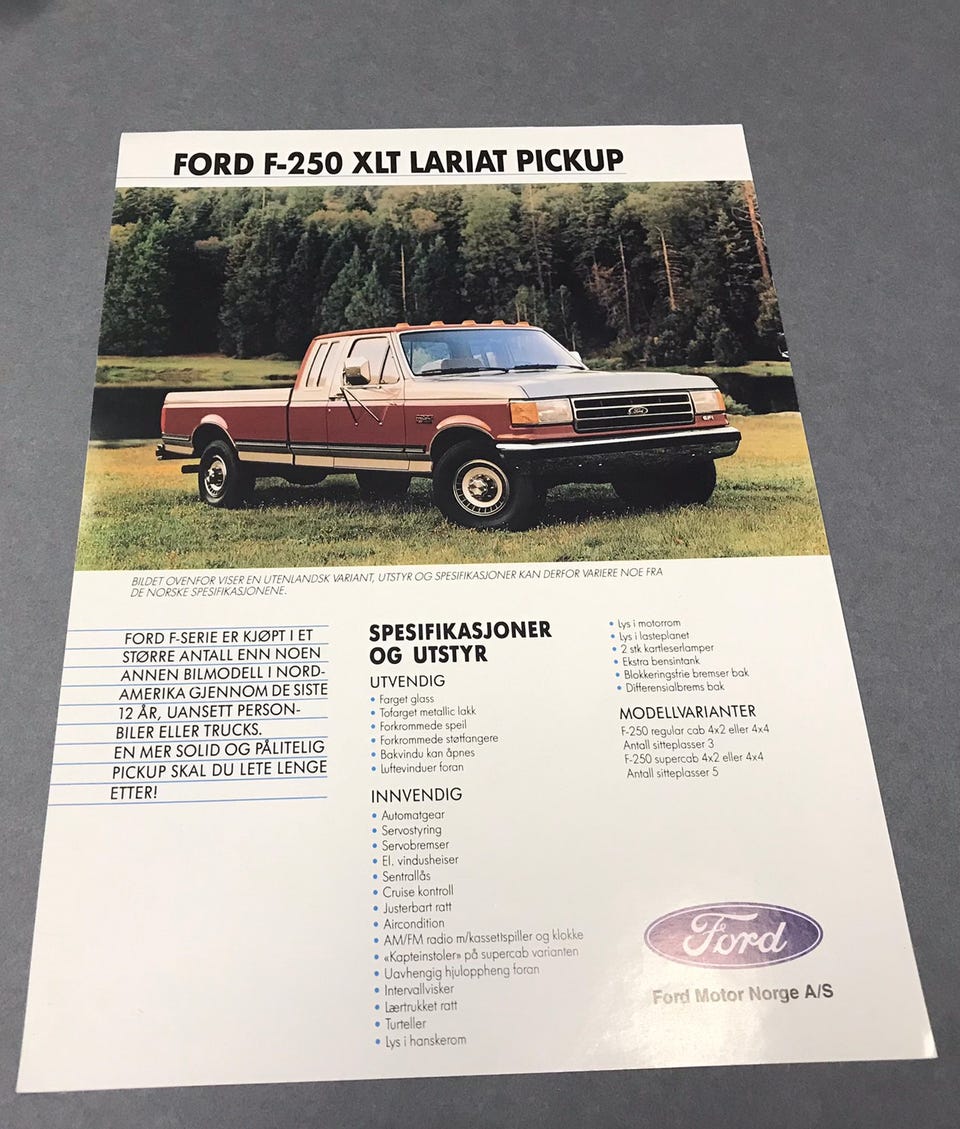 FORD F-250 XLT LARIAT PICKUP
Ford
EFI
BILDET OVENFOR VISER EN UTENLANDSK VARIANT, UTSTYR OG SPESIFIKASJONER KAN DERFOR VARIERE NOE FRA
DE NORSKE SPESIFIKASJONENE.
FORD F-SERIE ER KJØPT I ET
STØRRE ANTALL ENN NOEN
ANNEN BILMODELL I NORD-
AMERIKA GJENNOM DE SISTE
12 ÅR, UANSETT PERSON-
BILER ELLER TRUCKS.
EN MER SOLID OG PÅLITELIG
PICKUP SKAL DU LETE LENGE
ETTER!
SPESIFIKASJONER
OG UTSTYR
UTVENDIG
• Farget glass
• Tofarget metallic lakk
• Forkrommede speil
• Forkrommede støtfangere
• Bakvindu kan åpnes
• Luftevinduer foran
INNVENDIG
• Automatgear
• Servostyring
• Servobremser
• El. vindusheiser
• Sentrallås
• Cruise kontroll
• Justerbart ratt
• Aircondition
• AM/FM radio m/kassettspiller og klokke
• «Kapteinstoler» på supercab varianten
• Uavhengig hjuloppheng foran
• Intervallvisker
• Lærtrukket ratt
• Turteller
• Lys i hanskerom
• Lys i motorrom
• Lys i lasteplanet
• 2 stk kartleserlamper
• Ekstra bensintank
• Blokkeringsfrie bremser bak
• Differensialbrems bak
MODELLVARIANTER
F-250 regular cab 4x2 eller 4x4
Antall sitteplasser 3
F-250 supercab 4x2 eller 4x4
Antall sitteplasser 5
Ford
Ford Motor Norge A/S